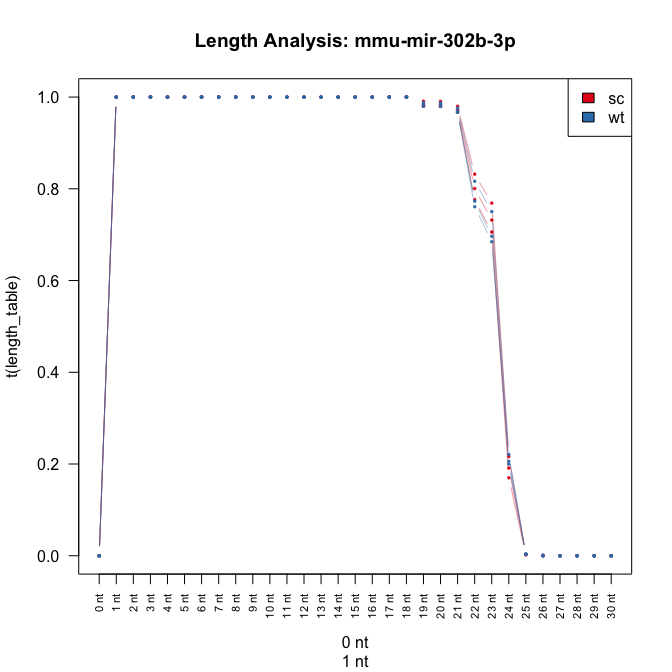 Length Analysis: mmu-mir-302b-3p
sc
wt
t(length_table)
1.0
0.8
0.6
0.4
0.2
0.0
0 nt
1 nt
2 nt
3 nt
4 nt
5 nt
6 nt
7 nt
8 nt
9 nt
10 nt
11 nt
12 nt
13 nt
14 nt
15 nt
16 nt
17 nt
18 nt
19 nt
20 nt
21 nt
22 nt
23 nt
24 nt
25 nt
26 nt
27 nt
28 nt
29 nt
30 nt
0 nt
1 nt